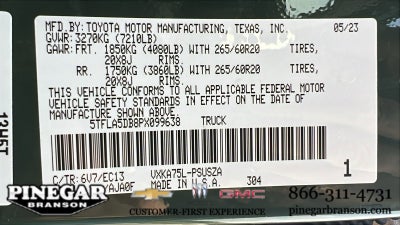 MFD.BY: TOYOTA MOTOR MANUFACTURING, TEXAS, INC 05/23
GVWR: 3270KG (7210LB)
GAWR: FRT. 1850KG (4080LB) WITH 265/60R20 TIRES,
20X8J RIMS,
RR. 1750KG (3860LB) WITH 265/60R20 TIRES,
20X8J RIMS,
THIS VEHICLE CONFORMS TO ALL APPLICABLE FEDERAL MOTOR
VEHICLE SAFETY STANDARDS IN EFFECT ON THE DATE OF
MANUFACTURE SHOWN ABOVE.
5TFLA5DB8PX099638 TRUCK
C/TR: 6V7/EC13 VXKA75L-PSUSZA 1
/AJA0F MADE IN U.S.A. 304
PINEGAR
BRANSON
GMC
CUSTOMER-FIRST EXPERIENCE
866-311-4731
pinegarbranson.com